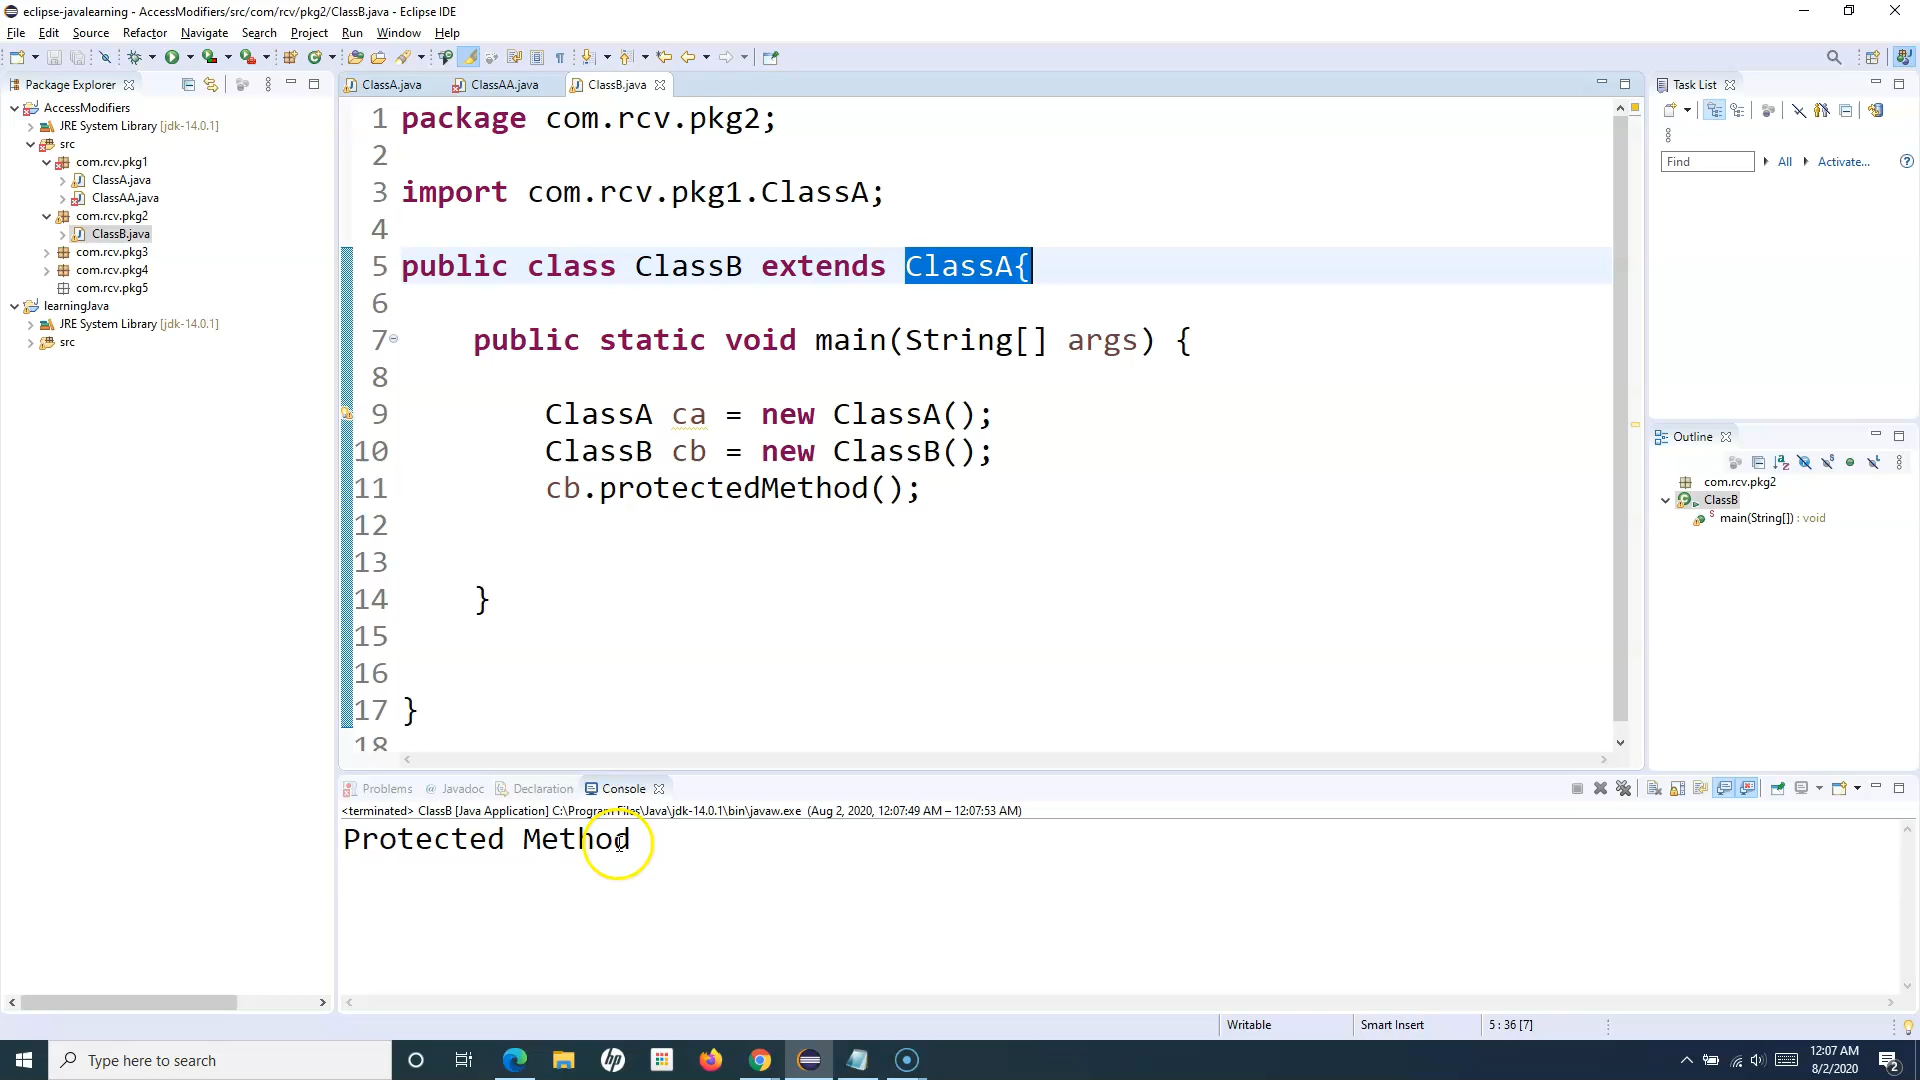 eclipse-javalearning - AccessModifiers/src/com/rcv/pkg2/ClassB.java - Eclipse IDE
File Edit Source Refactor Navigate Search Project Run Window Help
Package Explorer
AccessModifiers
JRE System Library [jdk-14.0.1]
src
com.rcv.pkg1
ClassA.java
ClassAA.java
com.rcv.pkg2
ClassB.java
com.rcv.pkg3
com.rcv.pkg4
com.rcv.pkg5
learningJava
JRE System Library [jdk-14.0.1]
src
ClassA.java ClassAA.java ClassB.java
1 package com.rcv.pkg2;
2
3 import com.rcv.pkg1.ClassA;
4
5 public class ClassB extends ClassA{
6
7 public static void main(String[] args) {
8
9 ClassA ca = new ClassA();
10 ClassB cb = new ClassB();
11 cb.protectedMethod();
12
13
14 }
15
16
17 }
18
Task List
Find All Activate...
Outline
com.rcv.pkg2
ClassB
main(String[]) : void
Problems @ Javadoc Declaration Console
<terminated> ClassB [Java Application] C:\Program Files\Java\jdk-14.0.1\bin\javaw.exe (Aug 2, 2020, 12:07:49 AM – 12:07:53 AM)
Protected Method
Writable Smart Insert 5 : 36 [7]
Type here to search
hp
12:07 AM
8/2/2020
2